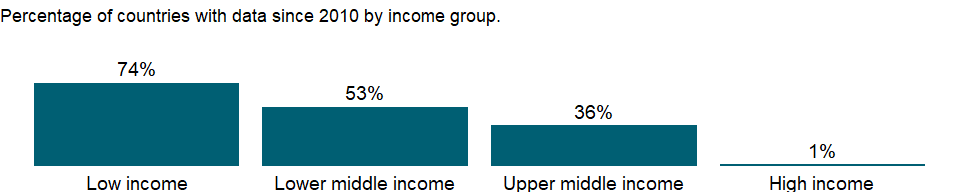 Percentage of countries with data since 2010 by income group.
74%
53%
36%
1%
Low income
Lower middle income
Upper middle income
High income